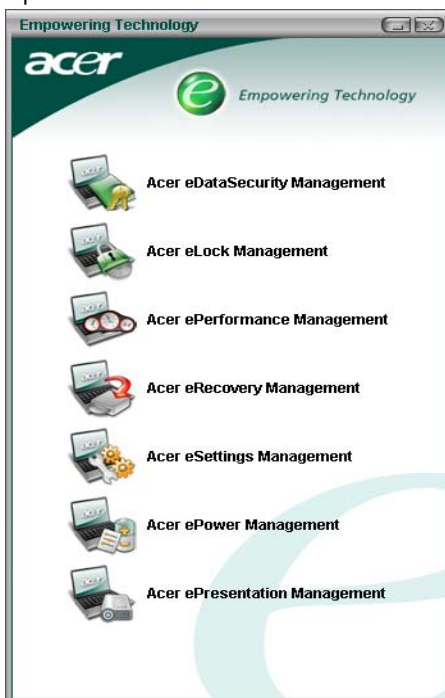 Empowering Technology
acer
e Empowering Technology
Acer eDataSecurity Management
Acer eLock Management
Acer ePerformance Management
Acer eRecovery Management
Acer eSettings Management
Acer ePower Management
Acer ePresentation Management